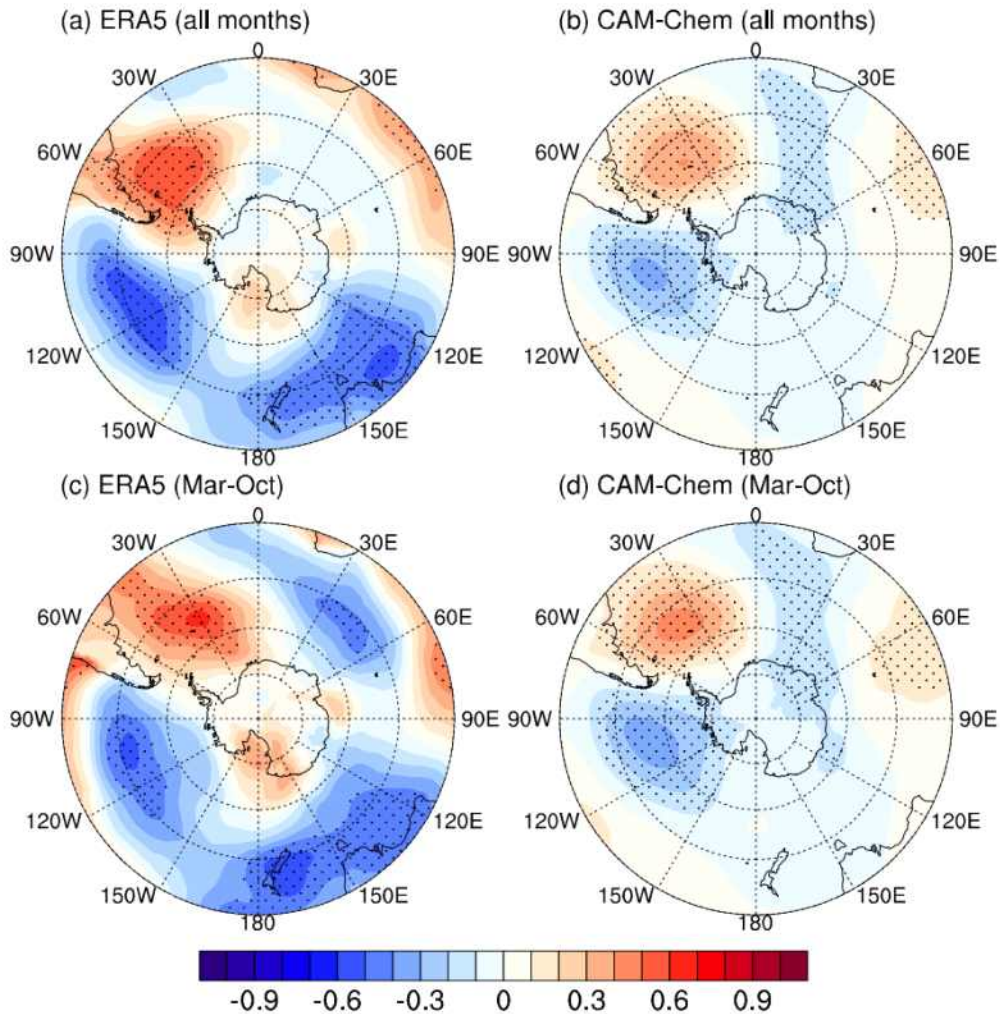 (a) ERA5 (all months)
(b) CAM-Chem (all months)
0
30W
30E
60W
60E
90W
90E
120W
120E
150W
150E
180
0
30W
30E
60W
60E
90W
90E
120W
120E
150W
150E
180
(c) ERA5 (Mar-Oct)
(d) CAM-Chem (Mar-Oct)
0
30W
30E
60W
60E
90W
90E
120W
120E
150W
150E
180
0
30W
30E
60W
60E
90W
90E
120W
120E
150W
150E
180
-0.9 -0.6 -0.3 0 0.3 0.6 0.9